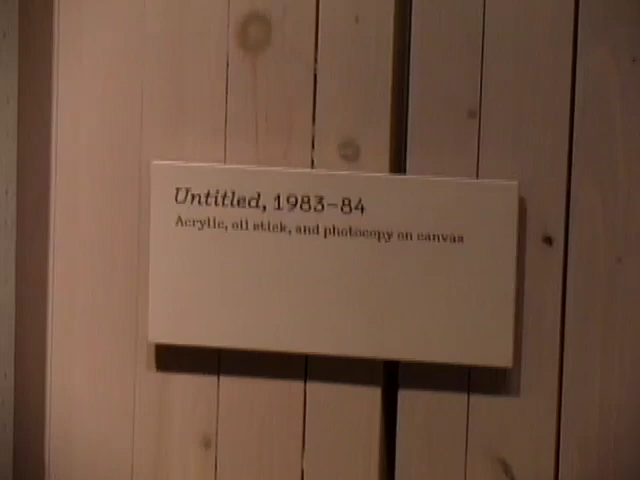 Untitled, 1983–84
Acrylic, oil stick, and photocopy on canvas